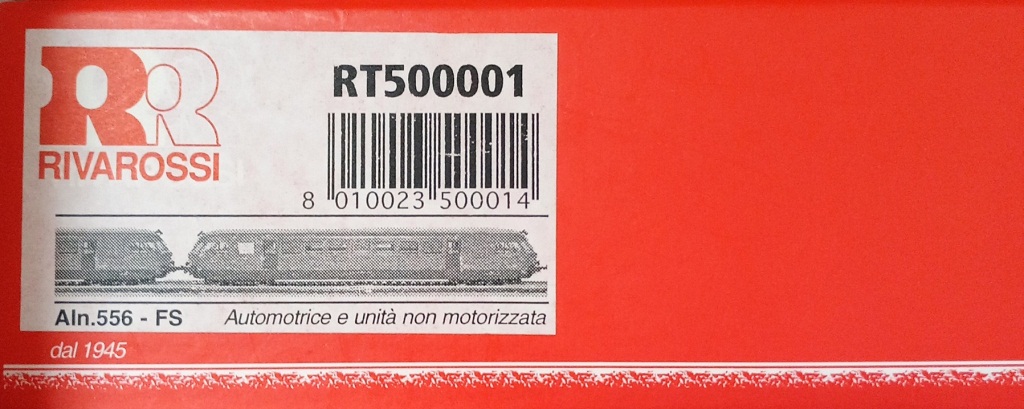 RR
RIVAROSSI
RT500001
8 010023 500014
Aln.556 - FS Automotrice e unità non motorizzata
dal 1945